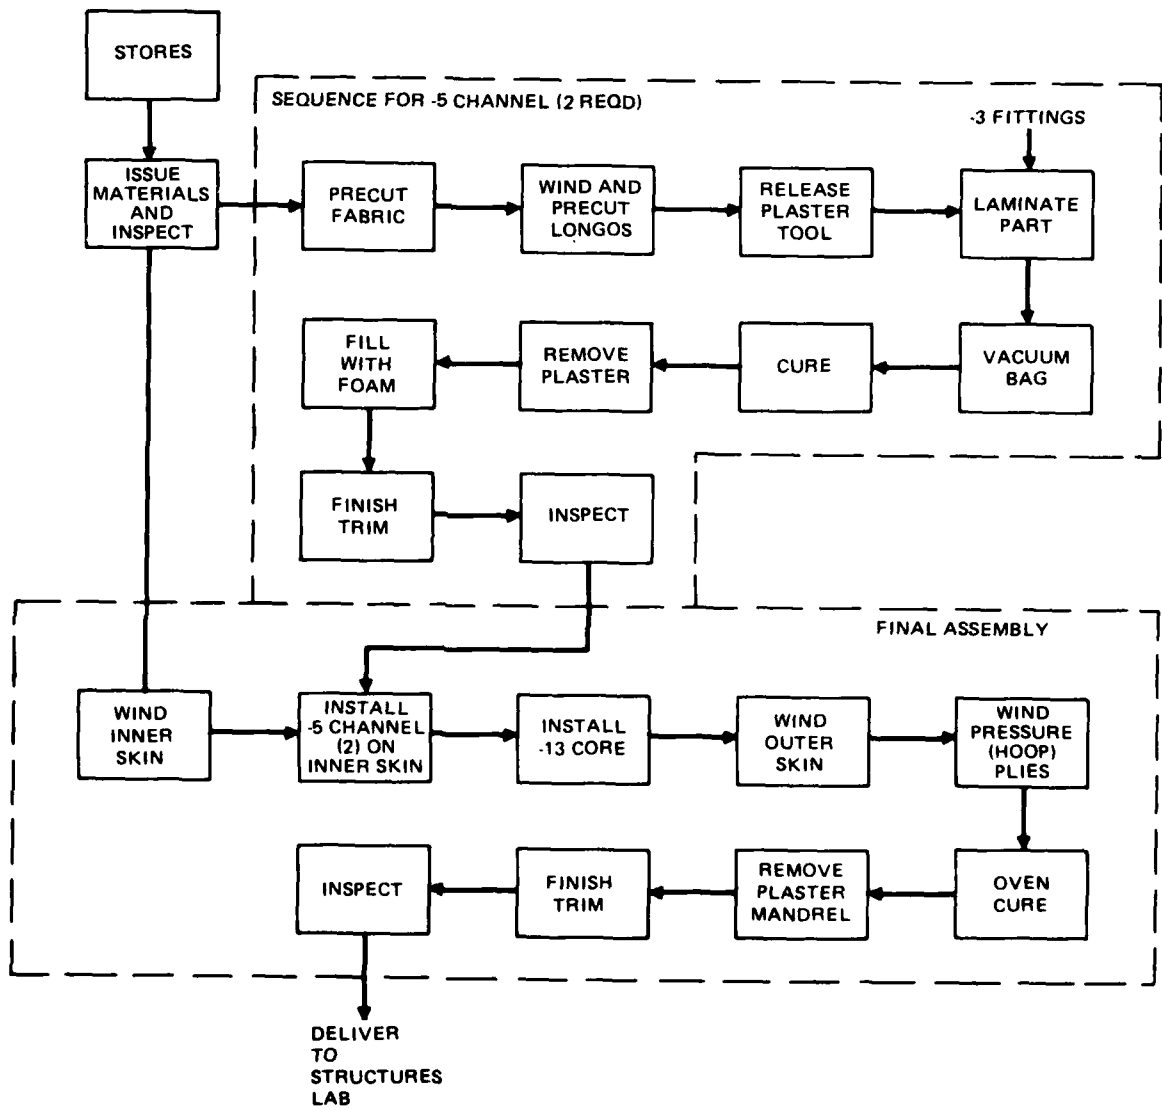 STORES
SEQUENCE FOR -5 CHANNEL (2 REQD)
-3 FITTINGS
ISSUE
MATERIALS
AND
INSPECT
PRECUT
FABRIC
WIND AND
PRECUT
LONGOS
RELEASE
PLASTER
TOOL
LAMINATE
PART
FILL
WITH
FOAM
REMOVE
PLASTER
CURE
VACUUM
BAG
FINISH
TRIM
INSPECT
FINAL ASSEMBLY
WIND
INNER
SKIN
INSTALL
-5 CHANNEL
(2) ON
INNER SKIN
INSTALL
-13 CORE
WIND
OUTER
SKIN
WIND
PRESSURE
(HOOP)
PLIES
INSPECT
FINISH
TRIM
REMOVE
PLASTER
MANDREL
OVEN
CURE
DELIVER
TO
STRUCTURES
LAB